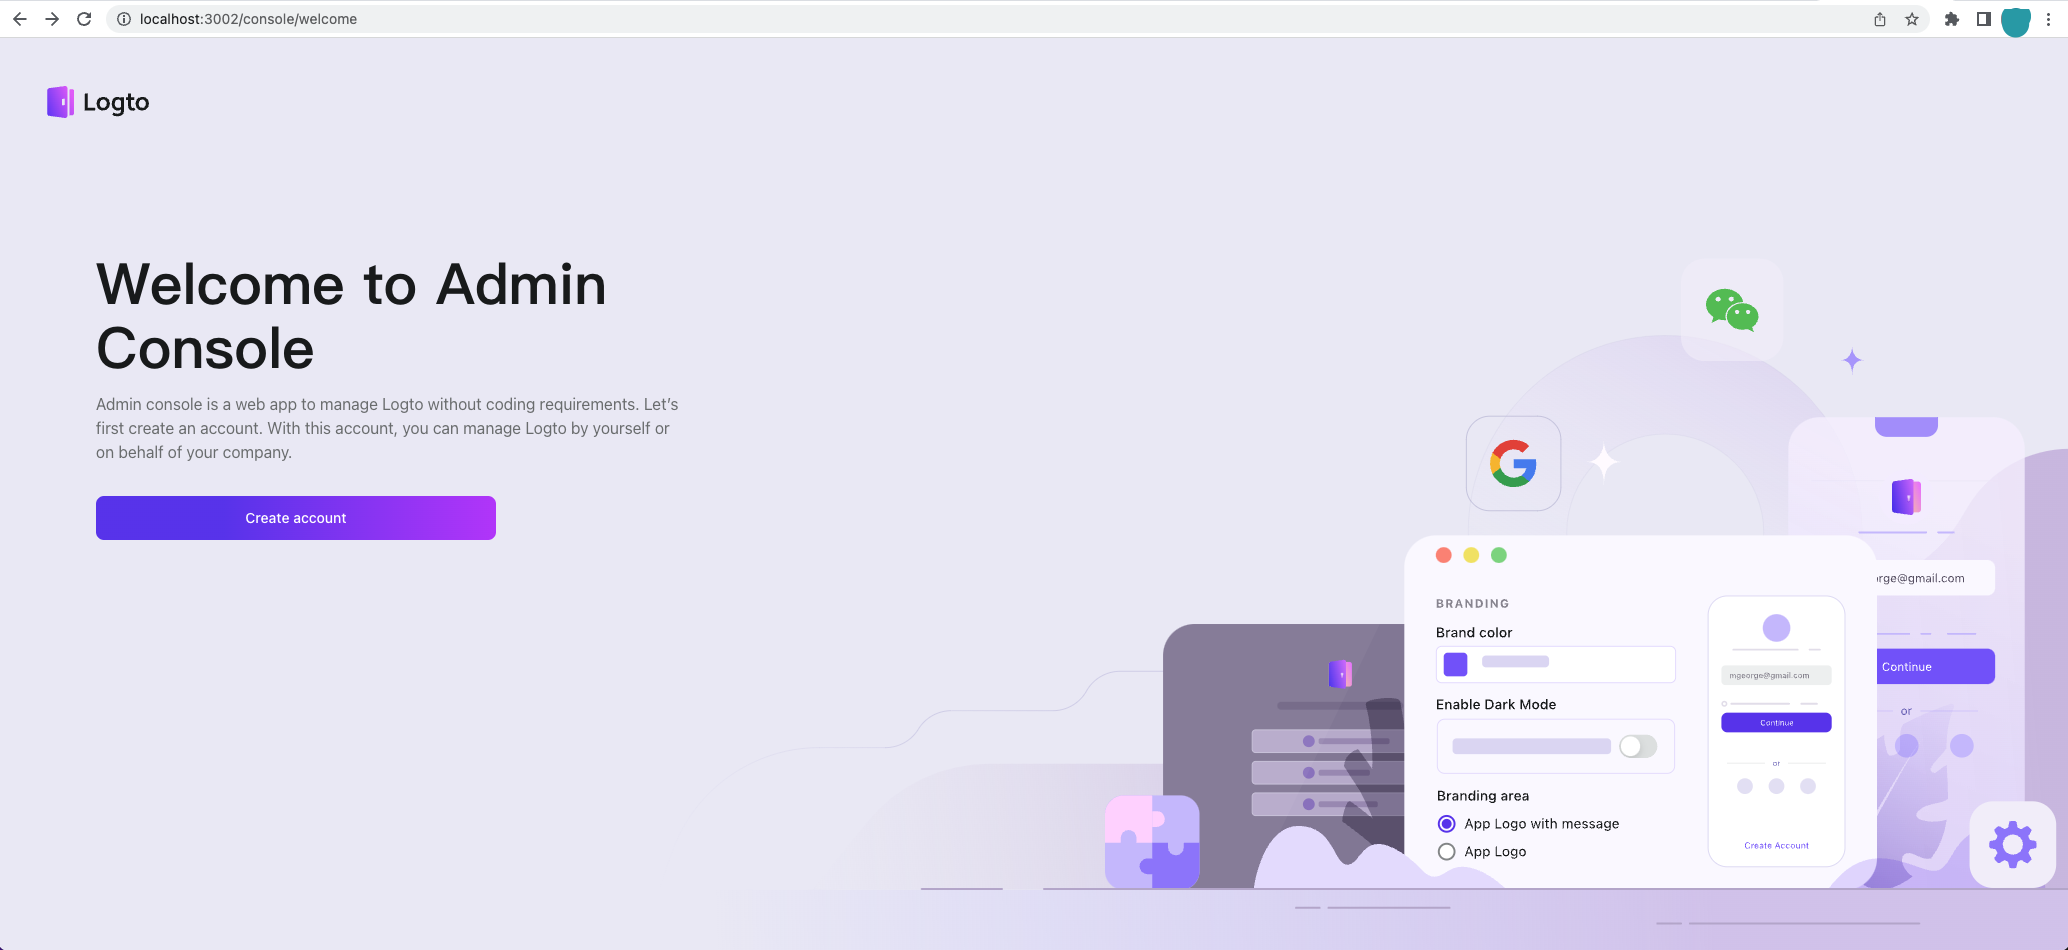 localhost:3002/console/welcome
Logto
Welcome to Admin
Console
Admin console is a web app to manage Logto without coding requirements. Let’s
first create an account. With this account, you can manage Logto by yourself or
on behalf of your company.
Create account
BRANDING
Brand color
Enable Dark Mode
Branding area
App Logo with message
App Logo
mgeorge@gmail.com
Continue
or
Create Account
rge@gmail.com
Continue
or